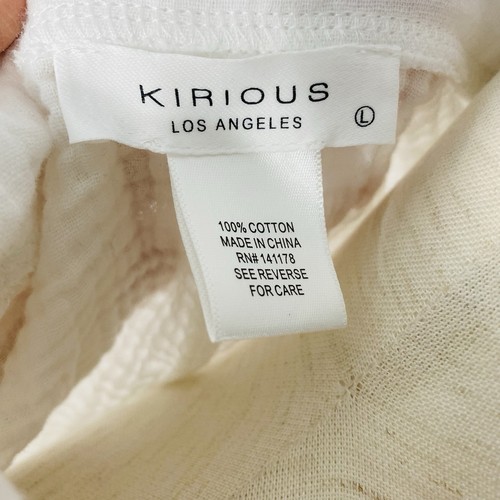 KIRIOUS
LOS ANGELES
Ⓛ
100% COTTON
MADE IN CHINA
RN# 141178
SEE REVERSE
FOR CARE